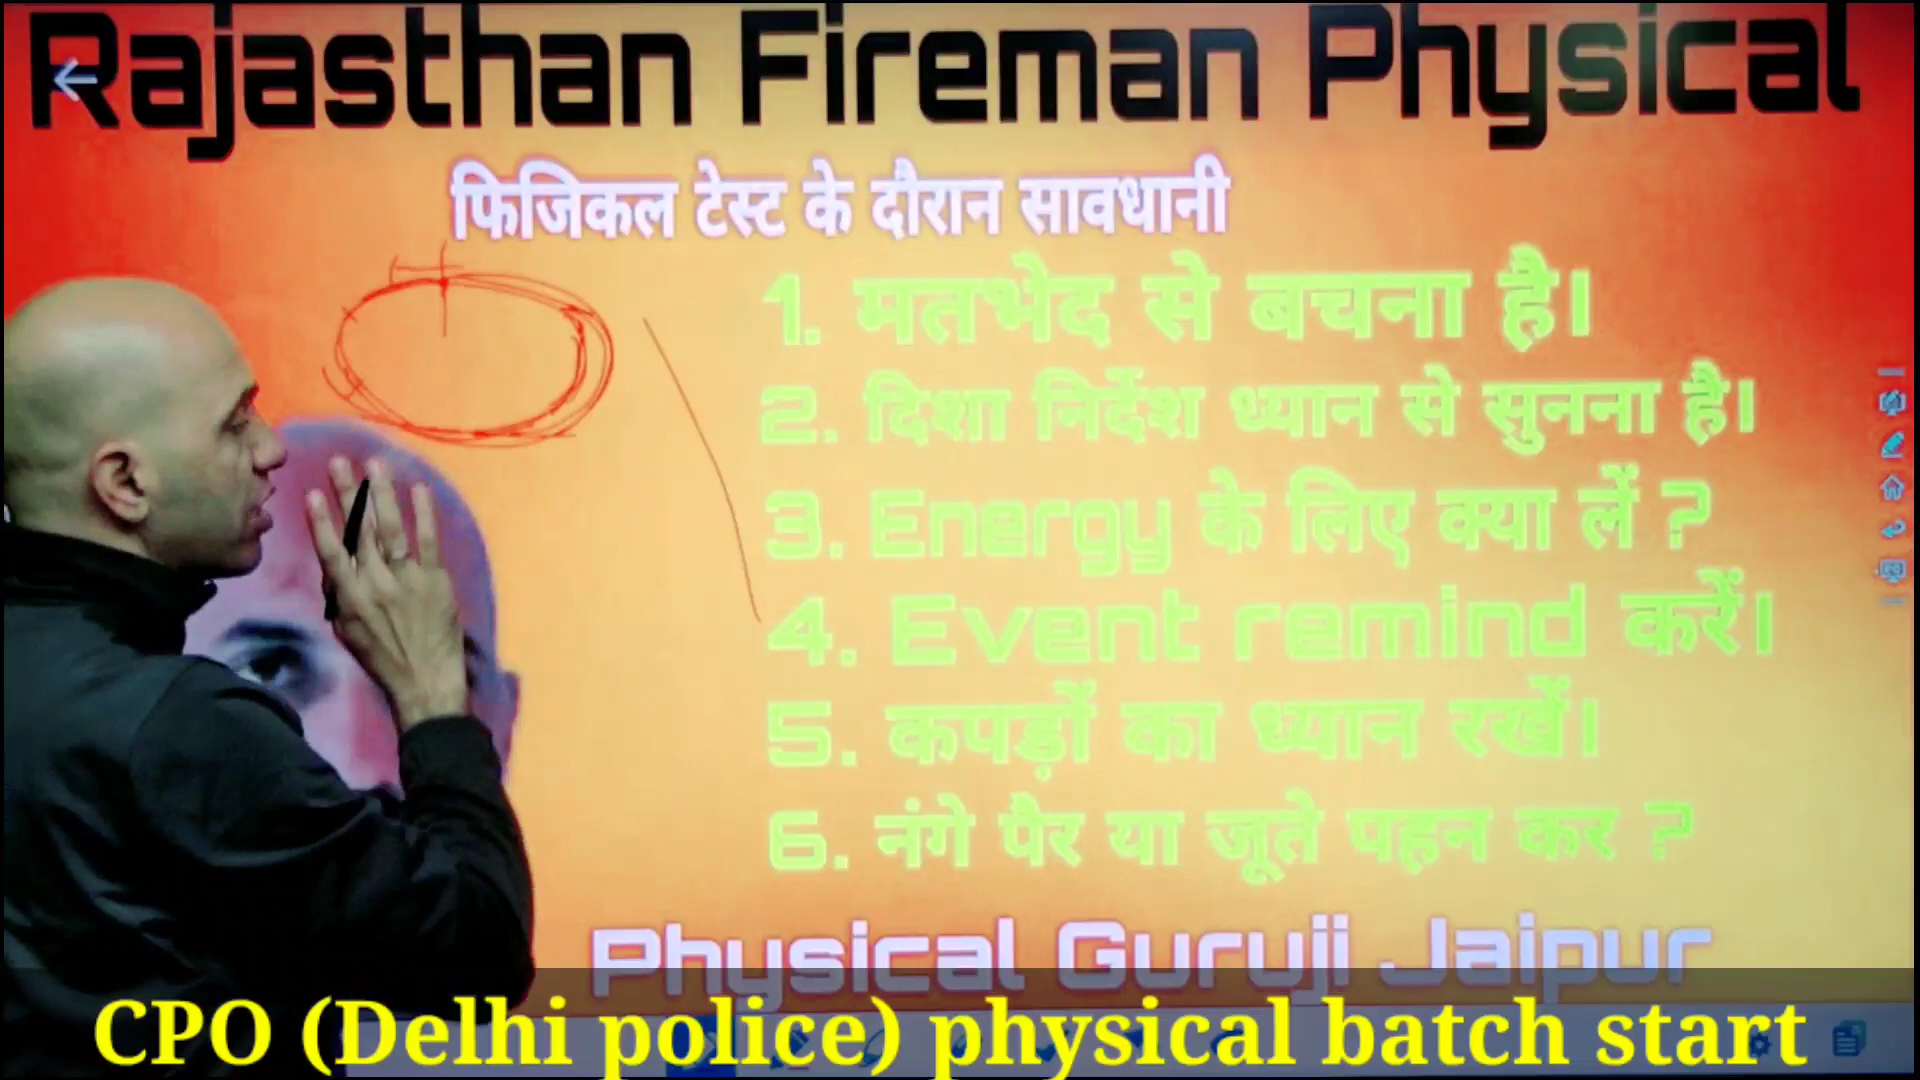 Rajasthan Fireman Physical
फिजिकल टेस्ट के दौरान सावधानी
1. मतभेद से बचना है।
2. दिशा निर्देश ध्यान से सुनना है।
3. Energy के लिए क्या लें ?
4. Event remind करें।
5. कपड़ों का ध्यान रखें।
6. नंगे पैर या जूते पहन कर ?
Physical Guruji Jaipur
CPO (Delhi police) physical batch start